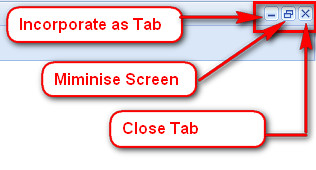 Incorporate as Tab
Miminise Screen
Close Tab